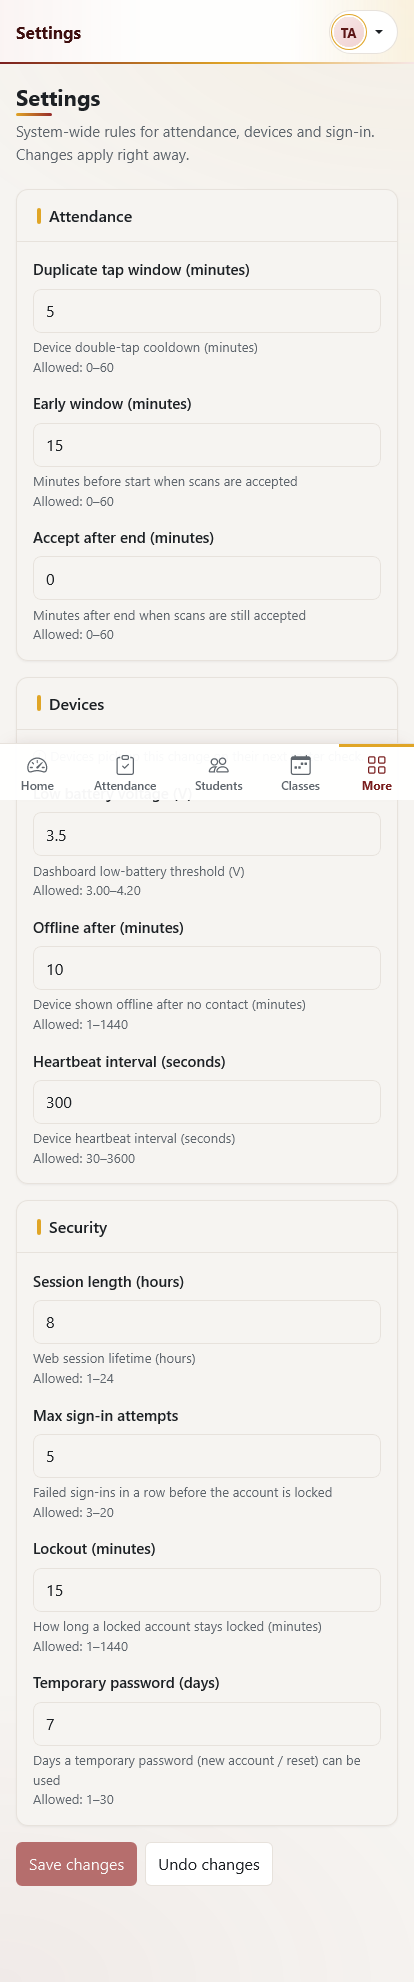 Settings
TA
Settings
System-wide rules for attendance, devices and sign-in.
Changes apply right away.
Attendance
Duplicate tap window (minutes)
5
Device double-tap cooldown (minutes)
Allowed: 0–60
Early window (minutes)
15
Minutes before start when scans are accepted
Allowed: 0–60
Accept after end (minutes)
0
Minutes after end when scans are still accepted
Allowed: 0–60
Devices
Home
Attendance
Students
Classes
More
Low battery voltage (V)
3.5
Dashboard low-battery threshold (V)
Allowed: 3.00–4.20
Offline after (minutes)
10
Device shown offline after no contact (minutes)
Allowed: 1–1440
Heartbeat interval (seconds)
300
Device heartbeat interval (seconds)
Allowed: 30–3600
Security
Session length (hours)
8
Web session lifetime (hours)
Allowed: 1–24
Max sign-in attempts
5
Failed sign-ins in a row before the account is locked
Allowed: 3–20
Lockout (minutes)
15
How long a locked account stays locked (minutes)
Allowed: 1–1440
Temporary password (days)
7
Days a temporary password (new account / reset) can be
used
Allowed: 1–30
Save changes
Undo changes